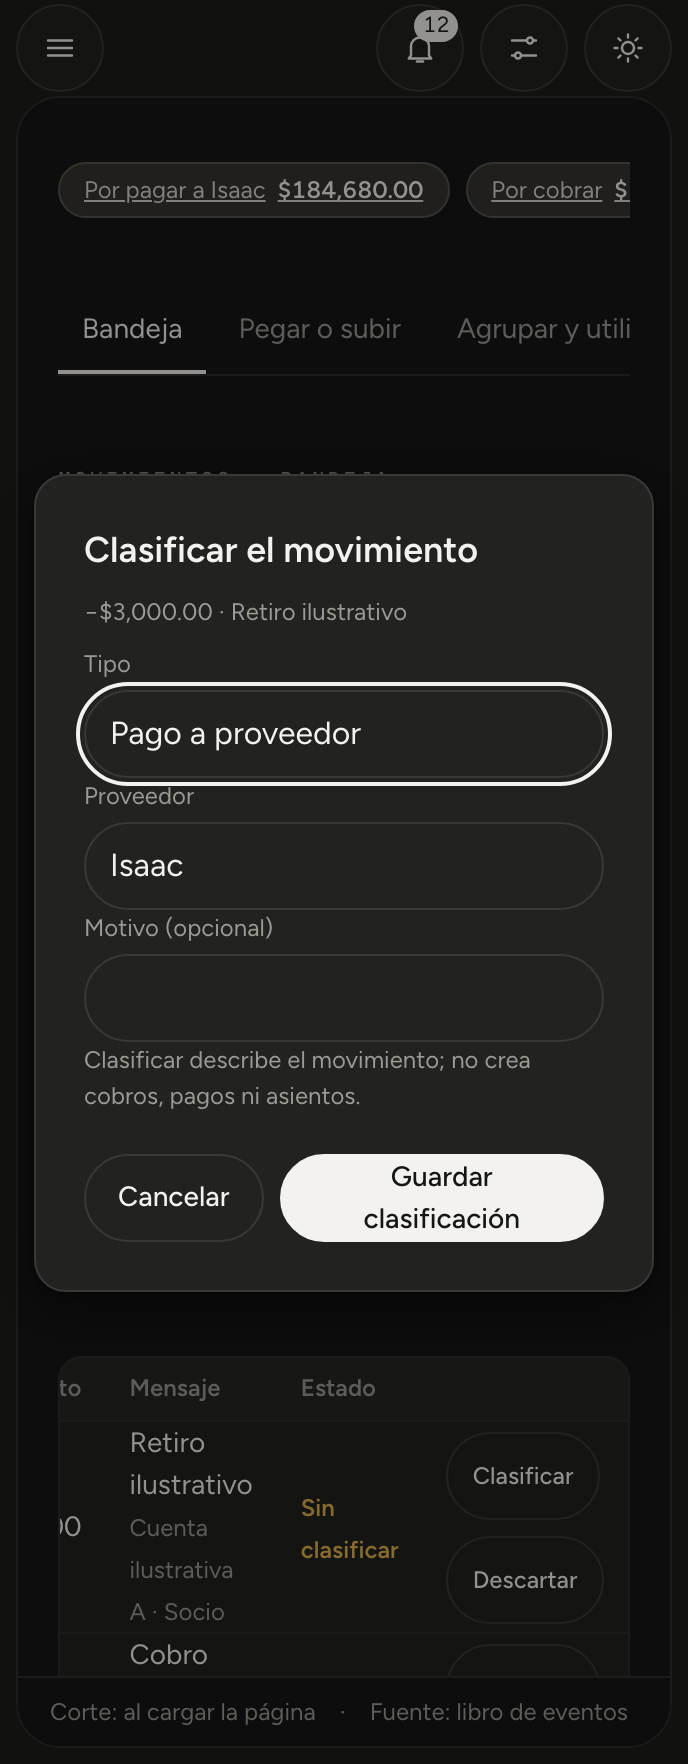 12
Por pagar a Isaac $184,680.00
Por cobrar $
Bandeja
Pegar o subir
Agrupar y utili
Clasificar el movimiento
−$3,000.00 · Retiro ilustrativo
Tipo
Pago a proveedor
Proveedor
Isaac
Motivo (opcional)
Clasificar describe el movimiento; no crea
cobros, pagos ni asientos.
Cancelar
Guardar
clasificación
to
Mensaje
Estado
Retiro
ilustrativo
Cuenta
ilustrativa
A · Socio
Sin
clasificar
Clasificar
Descartar
Cobro
Corte: al cargar la página · Fuente: libro de eventos